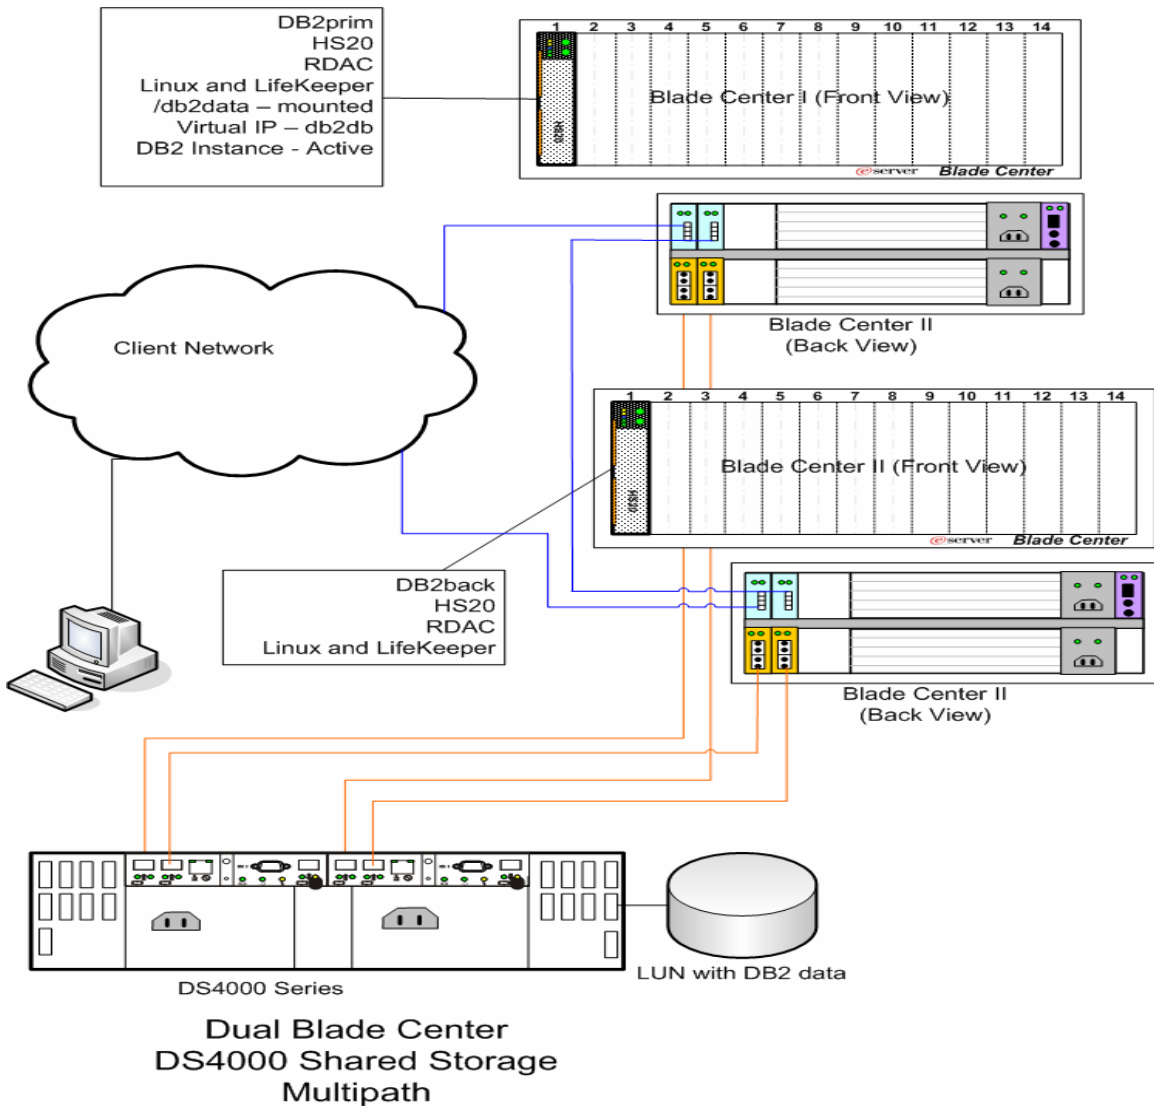 DB2prim
HS20
RDAC
Linux and LifeKeeper
/db2data – mounted
Virtual IP – db2db
DB2 Instance - Active
1 2 3 4 5 6 7 8 9 10 11 12 13 14
HS20
Blade Center I (Front View)
eserver Blade Center
Blade Center II
(Back View)
Client Network
1 2 3 4 5 6 7 8 9 10 11 12 13 14
HS20
Blade Center II (Front View)
eserver Blade Center
DB2back
HS20
RDAC
Linux and LifeKeeper
Blade Center II
(Back View)
LUN with DB2 data
DS4000 Series
Dual Blade Center
DS4000 Shared Storage
Multipath